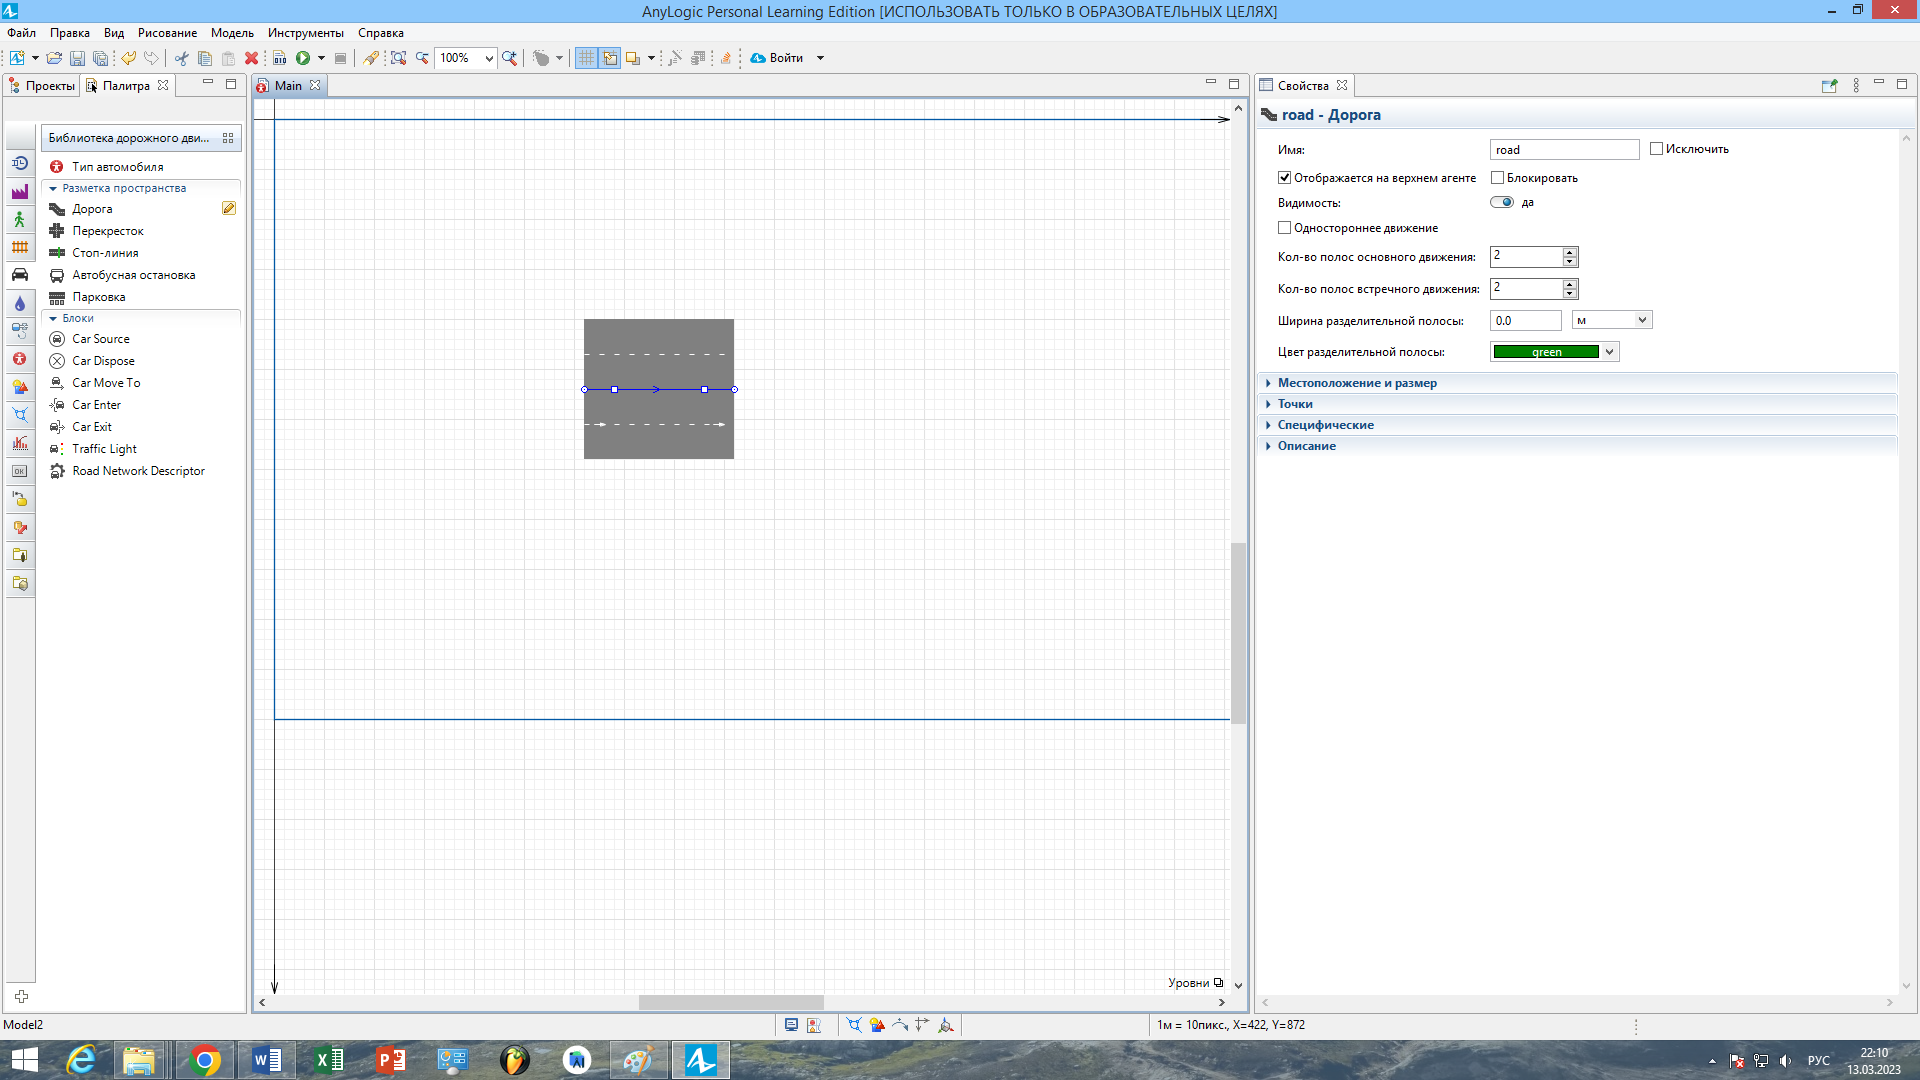 AnyLogic Personal Learning Edition [ИСПОЛЬЗОВАТЬ ТОЛЬКО В ОБРАЗОВАТЕЛЬНЫХ ЦЕЛЯХ]
Файл Правка Вид Рисование Модель Инструменты Справка
100% Войти
Проекты Палитра
Библиотека дорожного дви...
Тип автомобиля
Разметка пространства
Дорога
Перекресток
Стоп-линия
Автобусная остановка
Парковка
Блоки
Car Source
Car Dispose
Car Move To
Car Enter
Car Exit
Traffic Light
Road Network Descriptor
Main
Уровни
Свойства
road - Дорога
Имя: road Исключить
Отображается на верхнем агенте Блокировать
Видимость: да
Одностороннее движение
Кол-во полос основного движения: 2
Кол-во полос встречного движения: 2
Ширина разделительной полосы: 0.0 м
Цвет разделительной полосы: green
Местоположение и размер
Точки
Специфические
Описание
Model2 1м = 10пикс., X=422, Y=872
РУС 22:10
13.03.2023